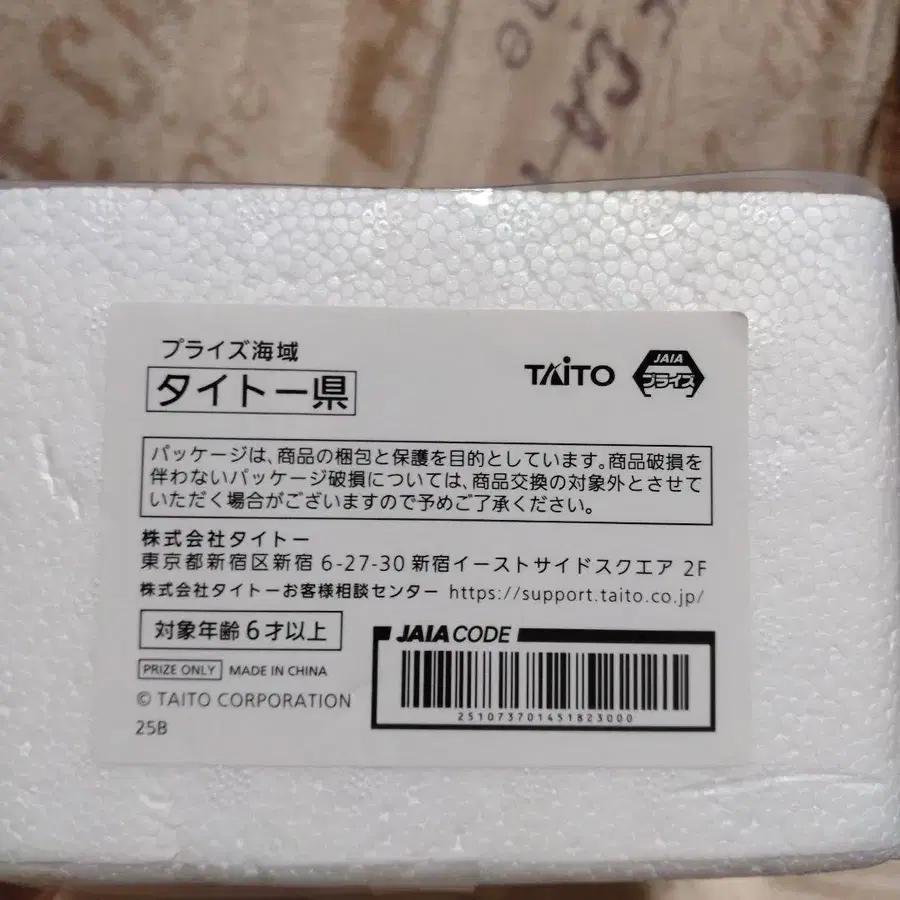 プライズ海域
タイトー県
TAITO
JAIA
プライズ
パッケージは、商品の梱包と保護を目的としています。商品破損を
伴わないパッケージ破損については、商品交換の対象外とさせて
いただく場合がございますので予めご了承ください。
株式会社タイトー
東京都新宿区新宿 6-27-30 新宿イーストサイドスクエア 2F
株式会社タイトーお客様相談センター https://support.taito.co.jp/
対象年齢6才以上
JAIA CODE
PRIZE ONLY MADE IN CHINA
© TAITO CORPORATION
251073701451823000
25B